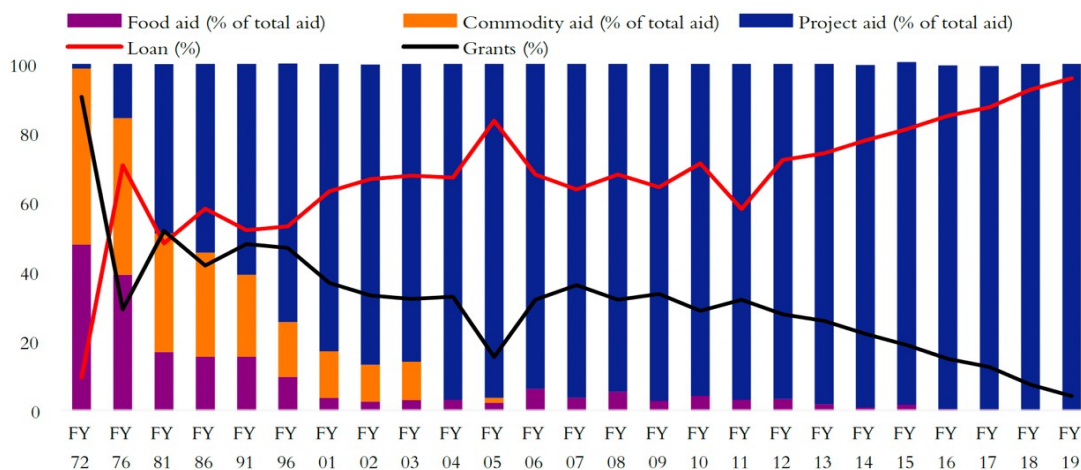 Food aid (% of total aid) Commodity aid (% of total aid) Project aid (% of total aid)
Loan (%) Grants (%)
100
80
60
40
20
0
FY FY FY FY FY FY FY FY FY FY FY FY FY FY FY FY FY FY FY FY FY FY FY FY
72 76 81 86 91 96 01 02 03 04 05 06 07 08 09 10 11 12 13 14 15 16 17 18 19